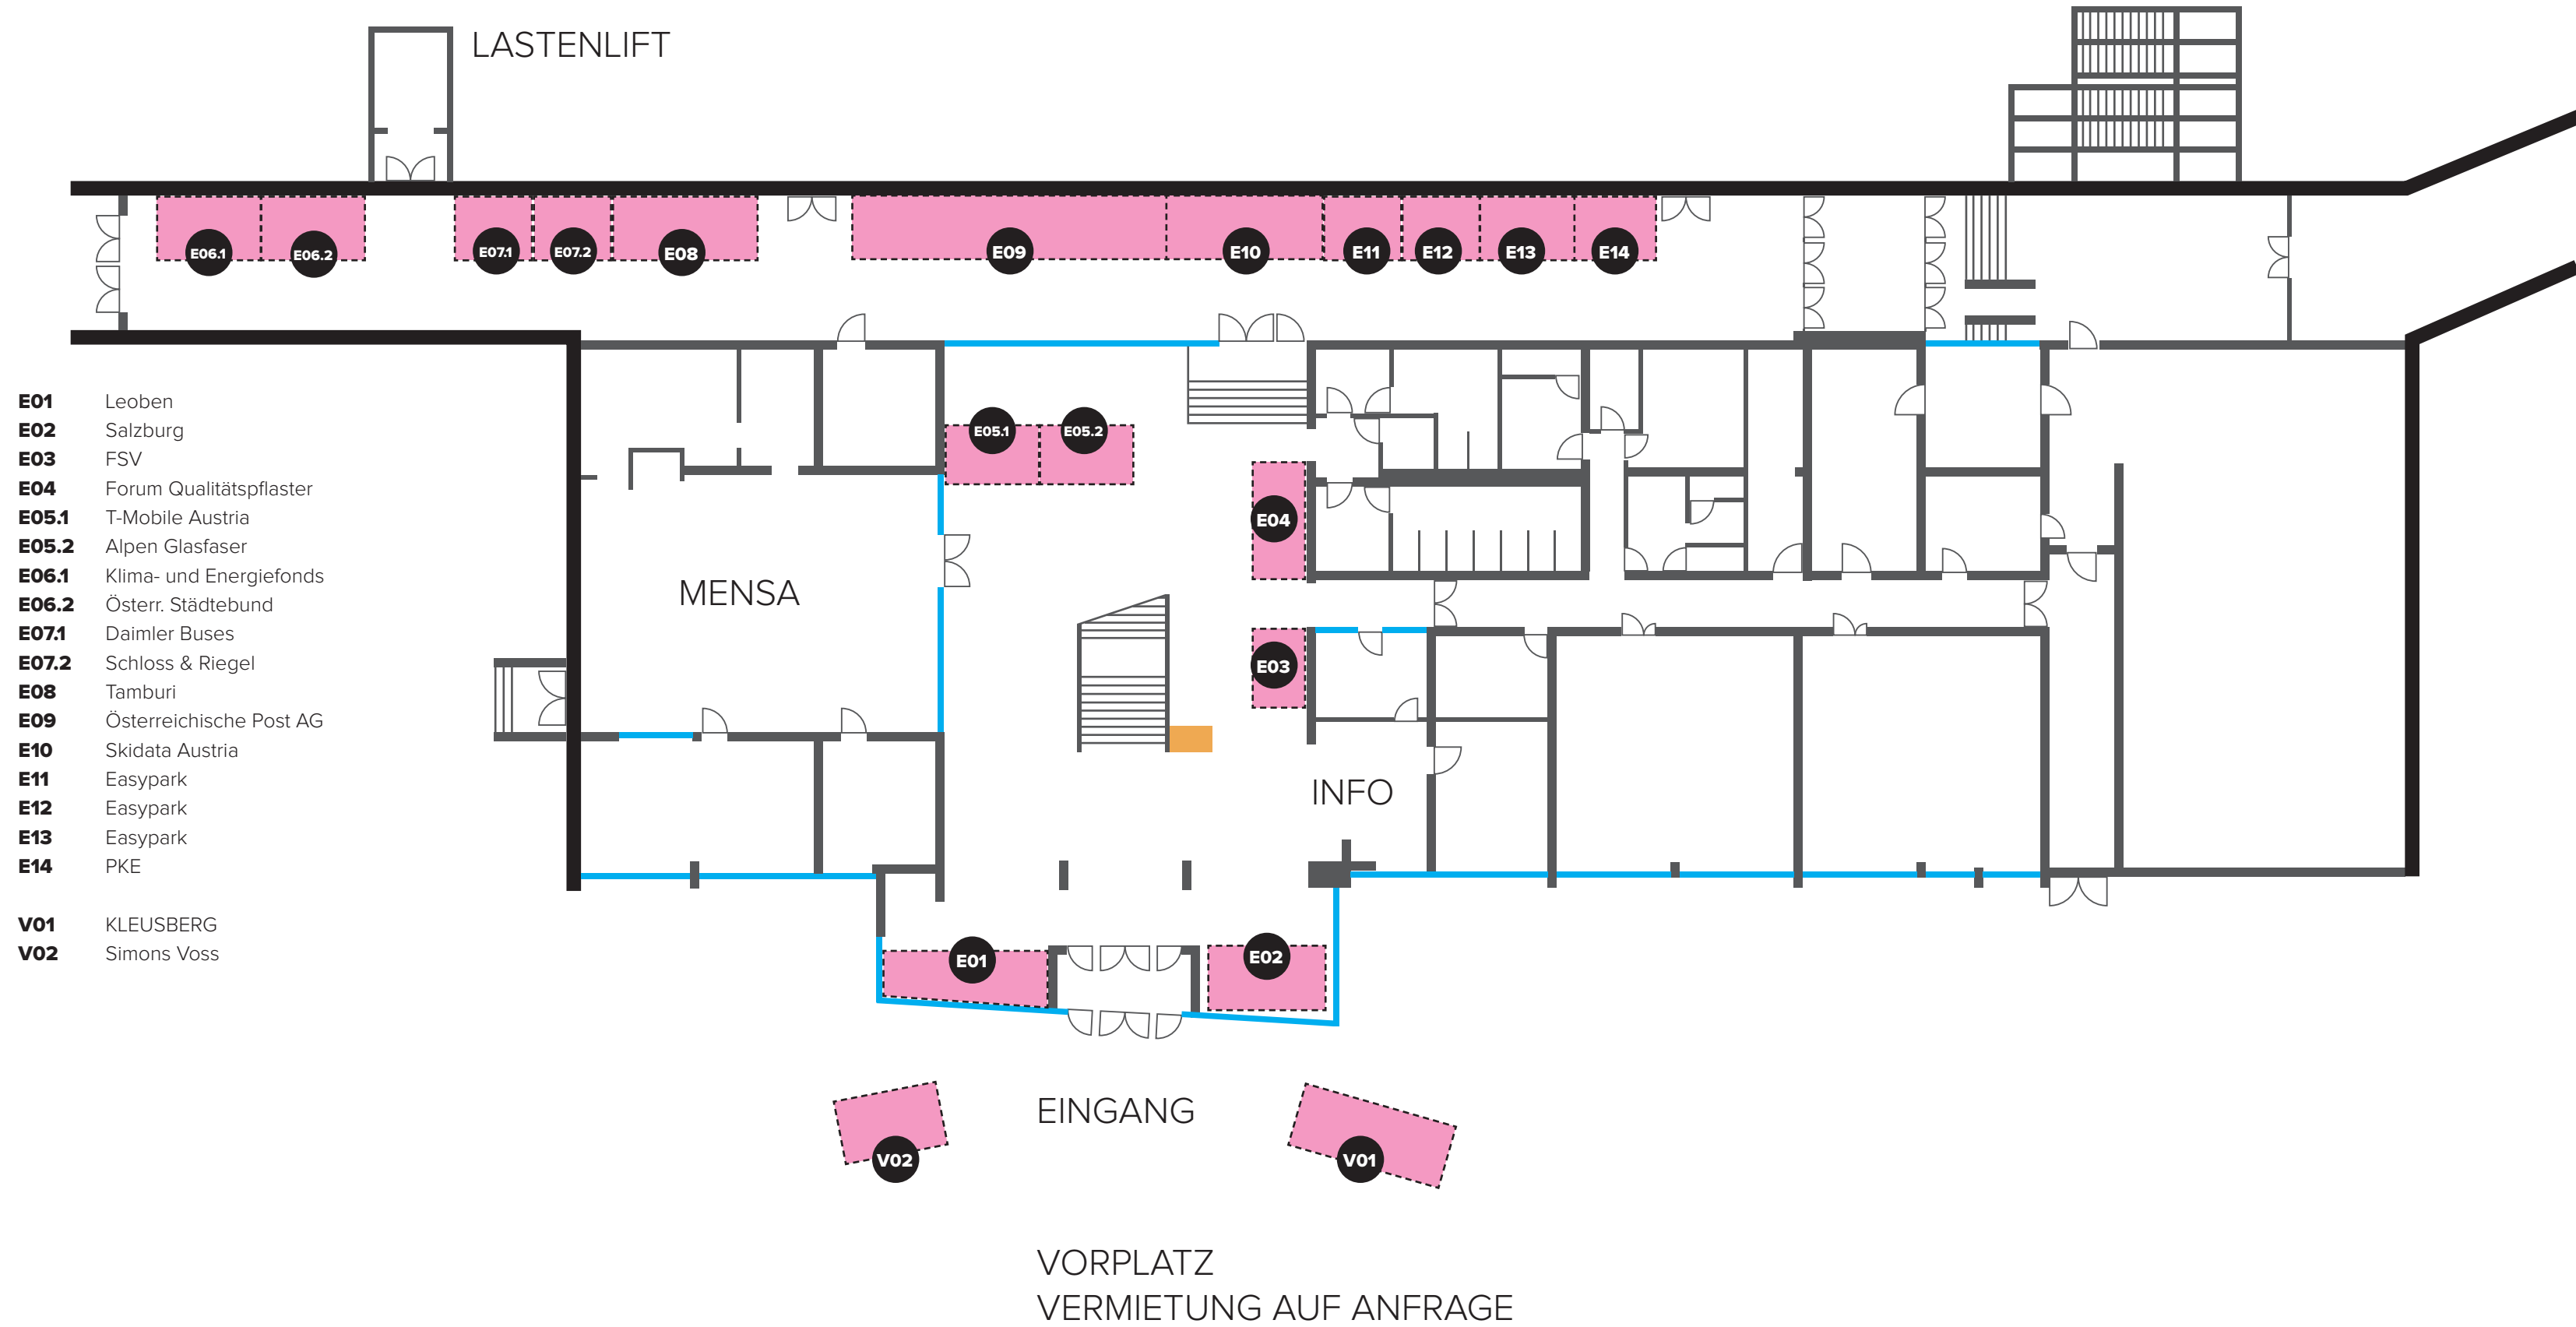 LASTENLIFT
E06.1 E06.2 E07.1 E07.2 E08 E09 E10 E11 E12 E13 E14
E01 Leoben
E02 Salzburg
E03 FSV
E04 Forum Qualitätspflaster
E05.1 T-Mobile Austria
E05.2 Alpen Glasfaser
E06.1 Klima- und Energiefonds
E06.2 Österr. Städtebund
E07.1 Daimler Buses
E07.2 Schloss & Riegel
E08 Tamburi
E09 Österreichische Post AG
E10 Skidata Austria
E11 Easypark
E12 Easypark
E13 Easypark
E14 PKE
V01 KLEUSBERG
V02 Simons Voss
E05.1 E05.2
E04
MENSA
E03
INFO
E01 E02
EINGANG
V02 V01
VORPLATZ
VERMIETUNG AUF ANFRAGE